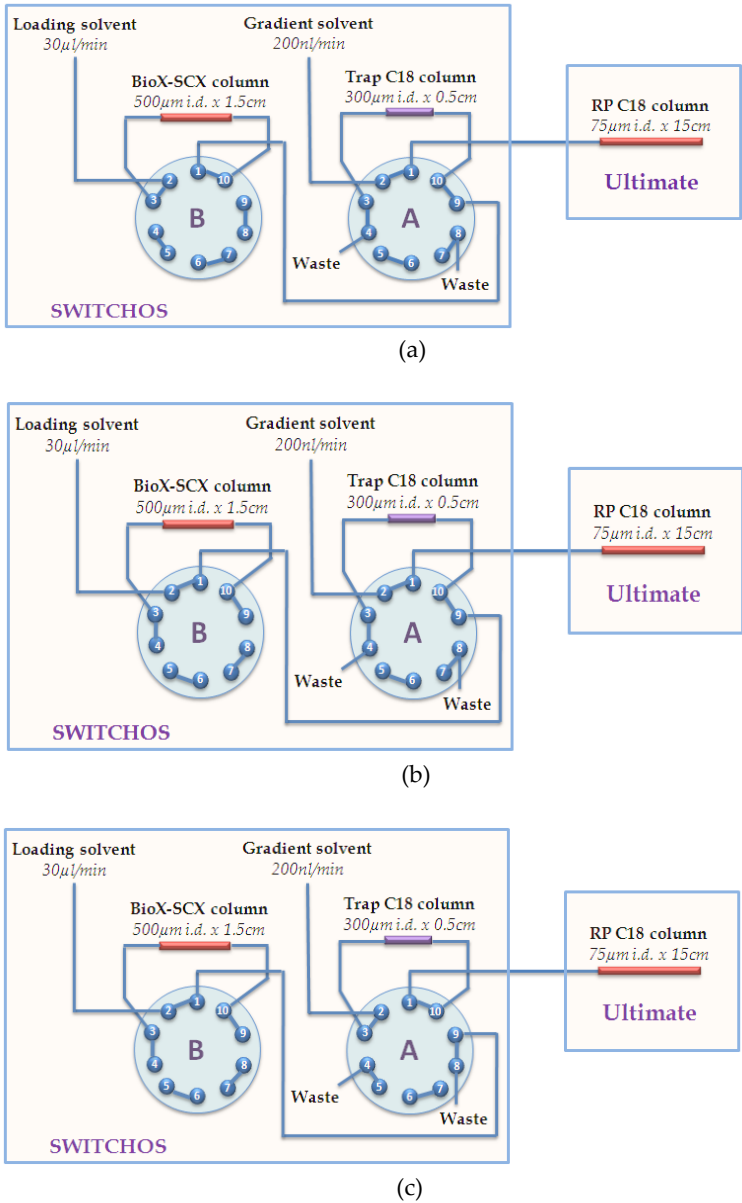 Loading solvent
30µl/min
Gradient solvent
200nl/min
BioX-SCX column
500µm i.d. x 1.5cm
Trap C18 column
300µm i.d. x 0.5cm
RP C18 column
75µm i.d. x 15cm
Ultimate
1
2
3
4
5
6
7
8
9
10
B
1
2
3
4
5
6
7
8
9
10
A
Waste
Waste
SWITCHOS
(a)
Loading solvent
30µl/min
Gradient solvent
200nl/min
BioX-SCX column
500µm i.d. x 1.5cm
Trap C18 column
300µm i.d. x 0.5cm
RP C18 column
75µm i.d. x 15cm
Ultimate
1
2
3
4
5
6
7
8
9
10
B
1
2
3
4
5
6
7
8
9
10
A
Waste
Waste
SWITCHOS
(b)
Loading solvent
30µl/min
Gradient solvent
200nl/min
BioX-SCX column
500µm i.d. x 1.5cm
Trap C18 column
300µm i.d. x 0.5cm
RP C18 column
75µm i.d. x 15cm
Ultimate
1
2
3
4
5
6
7
8
9
10
B
1
2
3
4
5
6
7
8
9
10
A
Waste
Waste
SWITCHOS
(c)